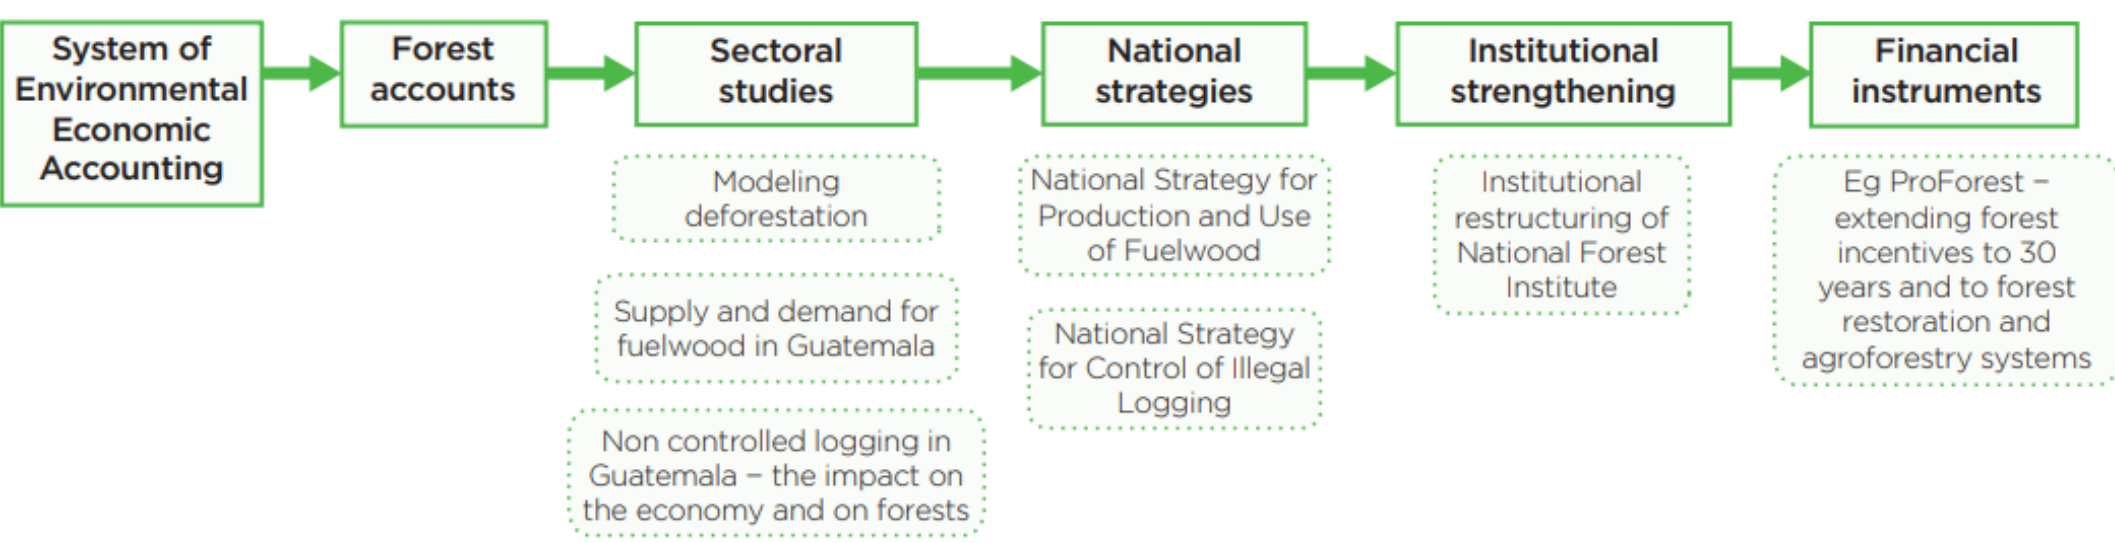 System of
Environmental
Economic
Accounting
Forest
accounts
Sectoral
studies
National
strategies
Institutional
strengthening
Financial
instruments
Modeling
deforestation
Supply and demand for
fuelwood in Guatemala
Non controlled logging in
Guatemala – the impact on
the economy and on forests
National Strategy for
Production and Use
of Fuelwood
National Strategy
for Control of Illegal
Logging
Institutional
restructuring of
National Forest
Institute
Eg ProForest –
extending forest
incentives to 30
years and to forest
restoration and
agroforestry systems